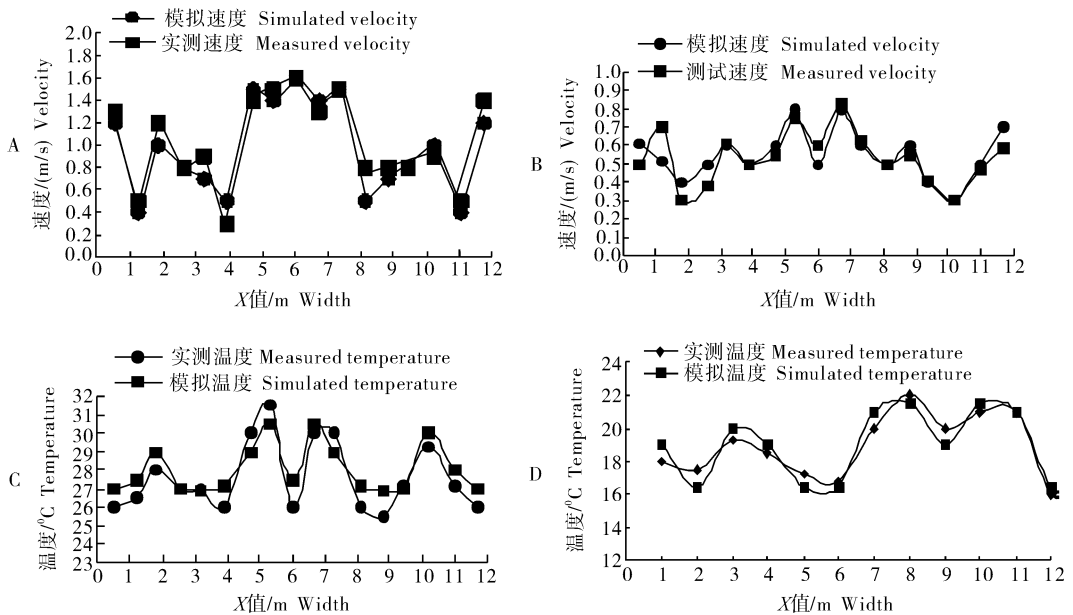 模拟速度 Simulated velocity
实测速度 Measured velocity
A
速度/(m/s) Velocity
2.0
1.8
1.6
1.4
1.2
1.0
0.8
0.6
0.4
0.2
0.0
0 1 2 3 4 5 6 7 8 9 10 11 12
X值/m Width
模拟速度 Simulated velocity
测试速度 Measured velocity
B
速度/(m/s) Velocity
1.0
0.9
0.8
0.7
0.6
0.5
0.4
0.3
0.2
0.1
0.0
0 1 2 3 4 5 6 7 8 9 10 11 12
X值/m Width
实测温度 Measured temperature
模拟温度 Simulated temperature
C
温度/⁰C Temperature
33
32
31
30
29
28
27
26
25
24
23
0 1 2 3 4 5 6 7 8 9 10 11 12
X值/m Width
实测温度 Measured temperature
模拟温度 Simulated temperature
D
温度/⁰C Temperature
24
22
20
18
16
14
12
0 1 2 3 4 5 6 7 8 9 10 11 12
X值/m Width